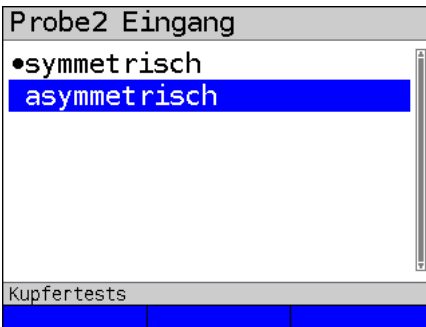 Probe2 Eingang
•symmetrisch
asymmetrisch
Kupfertests